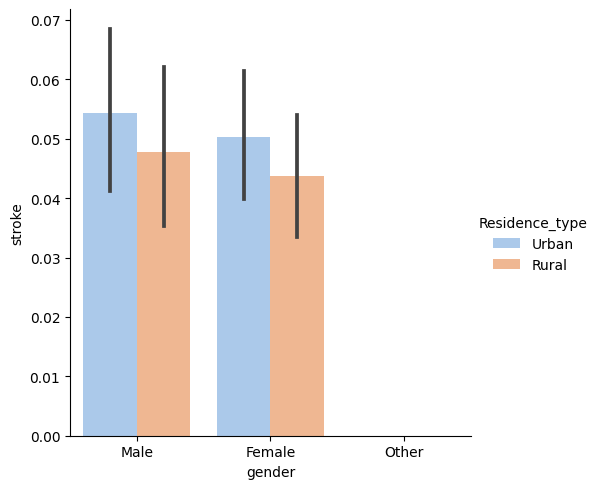 0.07
0.06
0.05
0.04
0.03
0.02
0.01
0.00
stroke
Male Female Other
gender
Residence_type
Urban
Rural